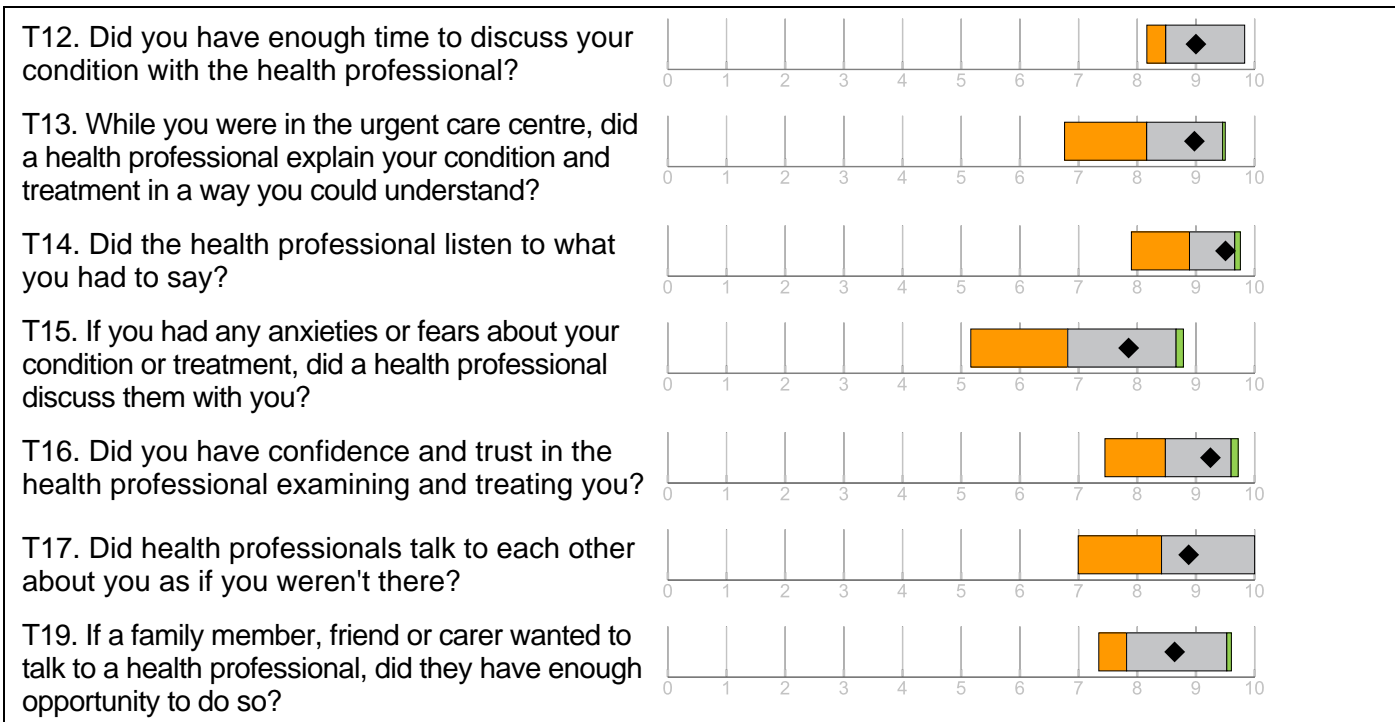 T12. Did you have enough time to discuss your
condition with the health professional?
0 1 2 3 4 5 6 7 8 9 10
T13. While you were in the urgent care centre, did
a health professional explain your condition and
treatment in a way you could understand?
0 1 2 3 4 5 6 7 8 9 10
T14. Did the health professional listen to what
you had to say?
0 1 2 3 4 5 6 7 8 9 10
T15. If you had any anxieties or fears about your
condition or treatment, did a health professional
discuss them with you?
0 1 2 3 4 5 6 7 8 9 10
T16. Did you have confidence and trust in the
health professional examining and treating you?
0 1 2 3 4 5 6 7 8 9 10
T17. Did health professionals talk to each other
about you as if you weren't there?
0 1 2 3 4 5 6 7 8 9 10
T19. If a family member, friend or carer wanted to
talk to a health professional, did they have enough
opportunity to do so?
0 1 2 3 4 5 6 7 8 9 10